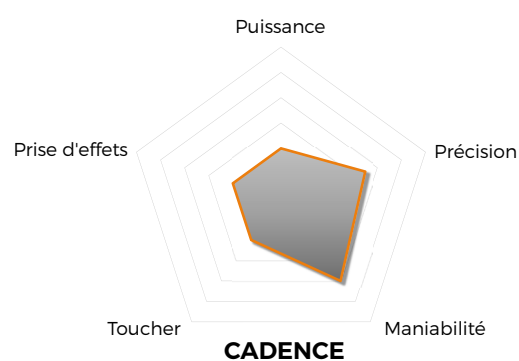 Puissance
Prise d'effets
Précision
Toucher
Maniabilité
CADENCE